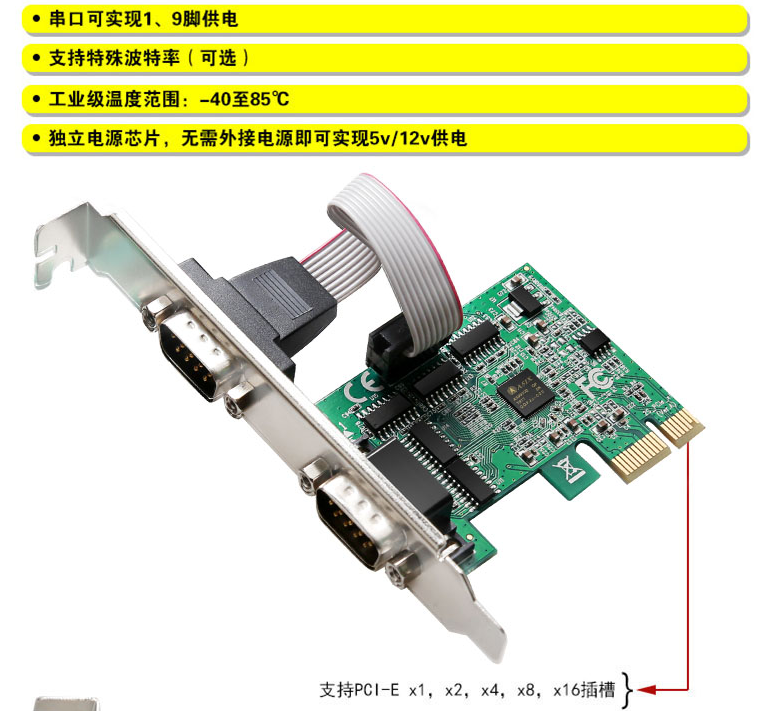 • 串口可实现1、9脚供电
• 支持特殊波特率（可选）
• 工业级温度范围：-40至85℃
• 独立电源芯片，无需外接电源即可实现5v/12v供电
CE
FC
支持PCI-E x1, x2, x4, x8, x16插槽